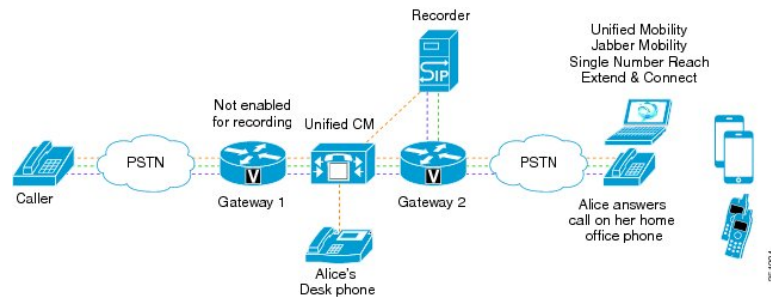 Recorder
SIP
Unified Mobility
Jabber Mobility
Single Number Reach
Extend & Connect
Not enabled
for recording
Unified CM
PSTN
PSTN
V
V
Caller
Gateway 1
Gateway 2
Alice answers
call on her home
office phone
Alice's
Desk phone